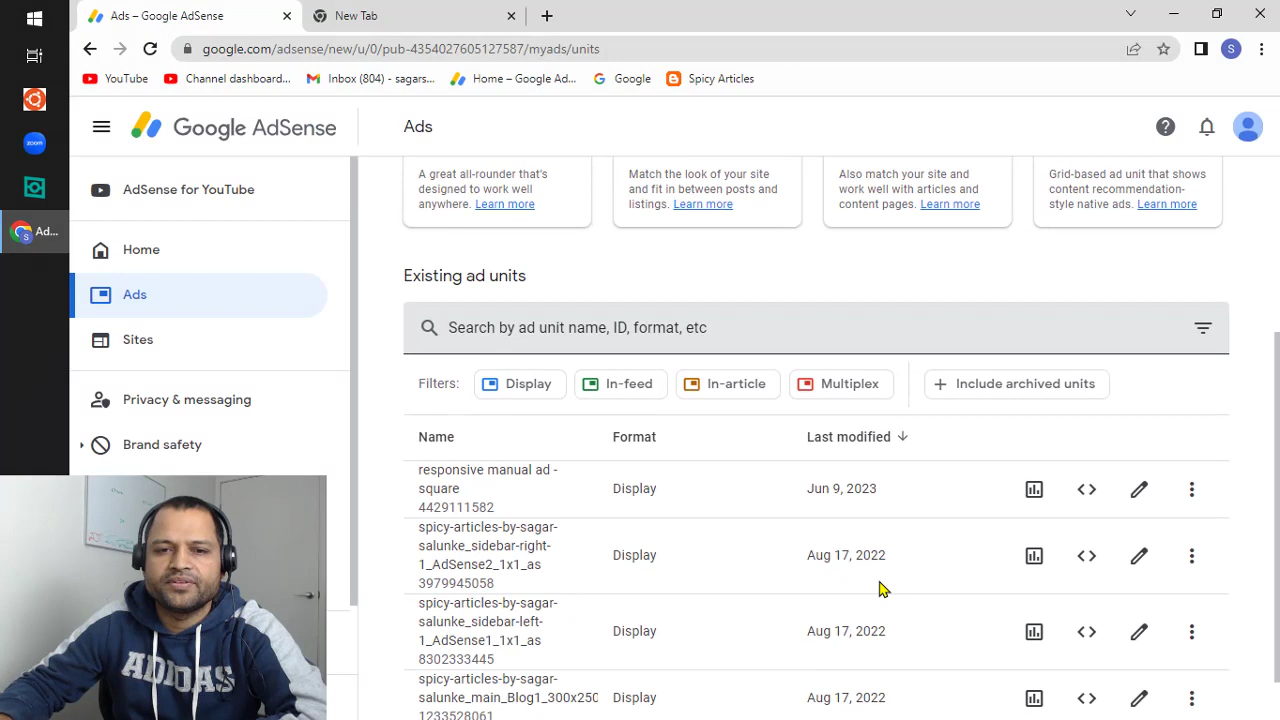 Ads – Google AdSense
New Tab
google.com/adsense/new/u/0/pub-4354027605127587/myads/units
S
YouTube
Channel dashboard...
Inbox (804) - sagars...
Home – Google Ad...
Google
Spicy Articles
zoom
Ad...
Google AdSense
Ads
AdSense for YouTube
Home
Ads
Sites
Privacy & messaging
Brand safety
A great all-rounder that's
designed to work well
anywhere. Learn more
Match the look of your site
and fit in between posts and
listings. Learn more
Also match your site and
work well with articles and
content pages. Learn more
Grid-based ad unit that shows
content recommendation-
style native ads. Learn more
Existing ad units
Search by ad unit name, ID, format, etc
Filters:
Display
In-feed
In-article
Multiplex
Include archived units
Name
Format
Last modified
responsive manual ad -
square
4429111582
Display
Jun 9, 2023
spicy-articles-by-sagar-
salunke_sidebar-right-
1_AdSense2_1x1_as
3979945058
Display
Aug 17, 2022
spicy-articles-by-sagar-
salunke_sidebar-left-
1_AdSense1_1x1_as
8302333445
Display
Aug 17, 2022
spicy-articles-by-sagar-
salunke_main_Blog1_300x250
1233528061
Display
Aug 17, 2022
ADIDAS